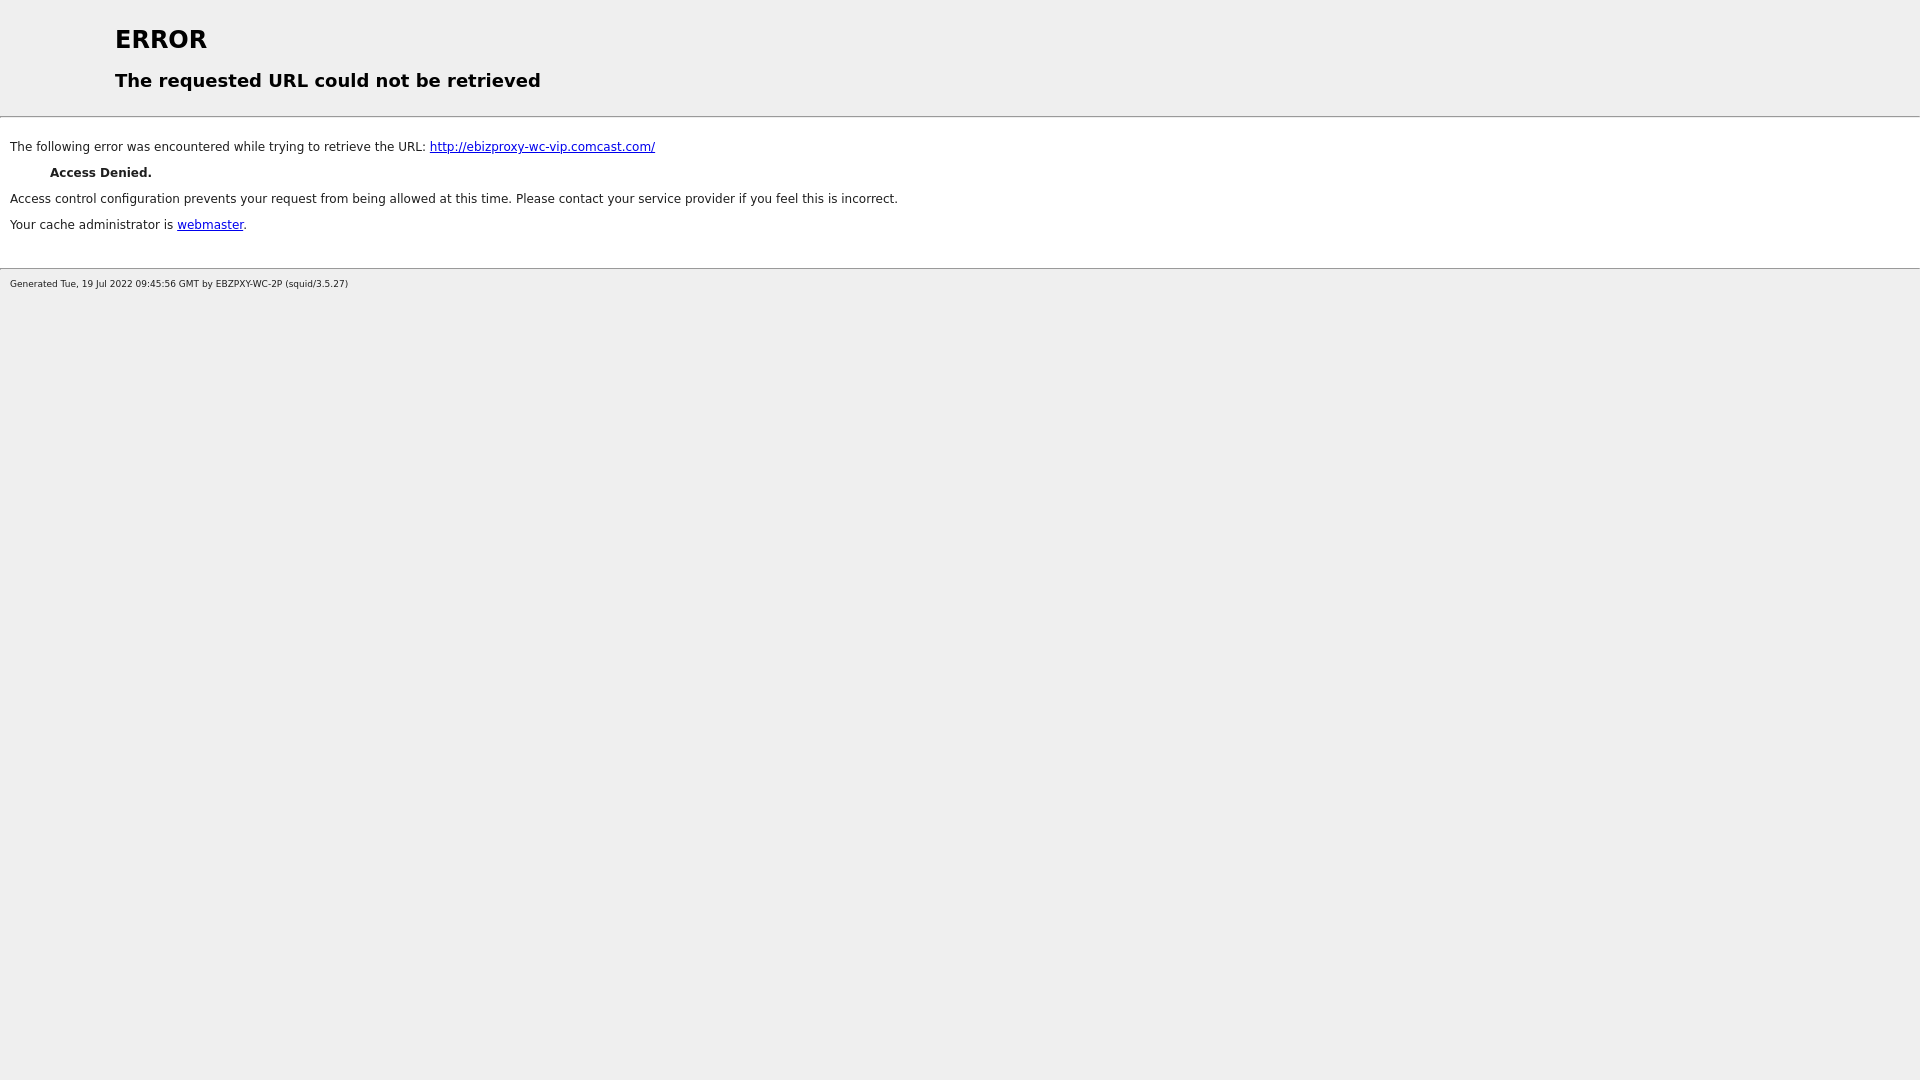 ERROR
The requested URL could not be retrieved
The following error was encountered while trying to retrieve the URL: http://ebizproxy-wc-vip.comcast.com/
Access Denied.
Access control configuration prevents your request from being allowed at this time. Please contact your service provider if you feel this is incorrect.
Your cache administrator is webmaster.
Generated Tue, 19 Jul 2022 09:45:56 GMT by EBZPXY-WC-2P (squid/3.5.27)